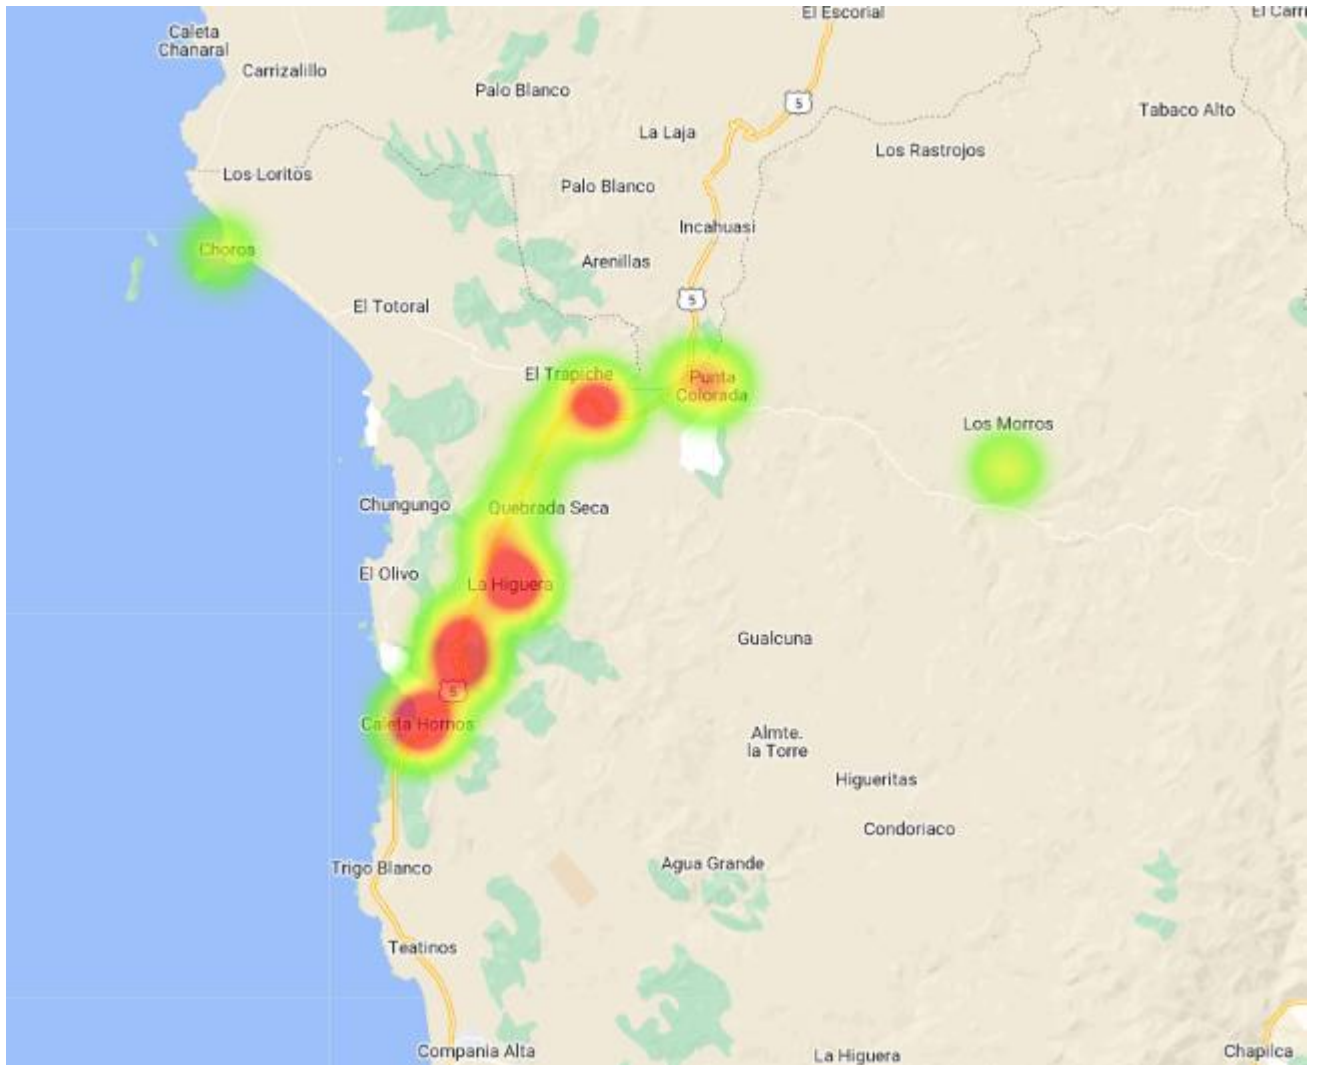 El Escorial
El Carri
Caleta
Chanaral
Carrizalillo
Palo Blanco
5
Tabaco Alto
La Laja
Los Rastrojos
Los Loritos
Palo Blanco
Incahuasi
Choros
Arenillas
5
El Totoral
El Trapiche
Punta
Colorada
Los Morros
Chungungo
Quebrada Seca
El Olivo
La Higuera
Gualcuna
5
Caleta Hornos
Almte.
la Torre
Higueritas
Condoriaco
Trigo Blanco
Agua Grande
Teatinos
Compania Alta
La Higuera
Chapilca